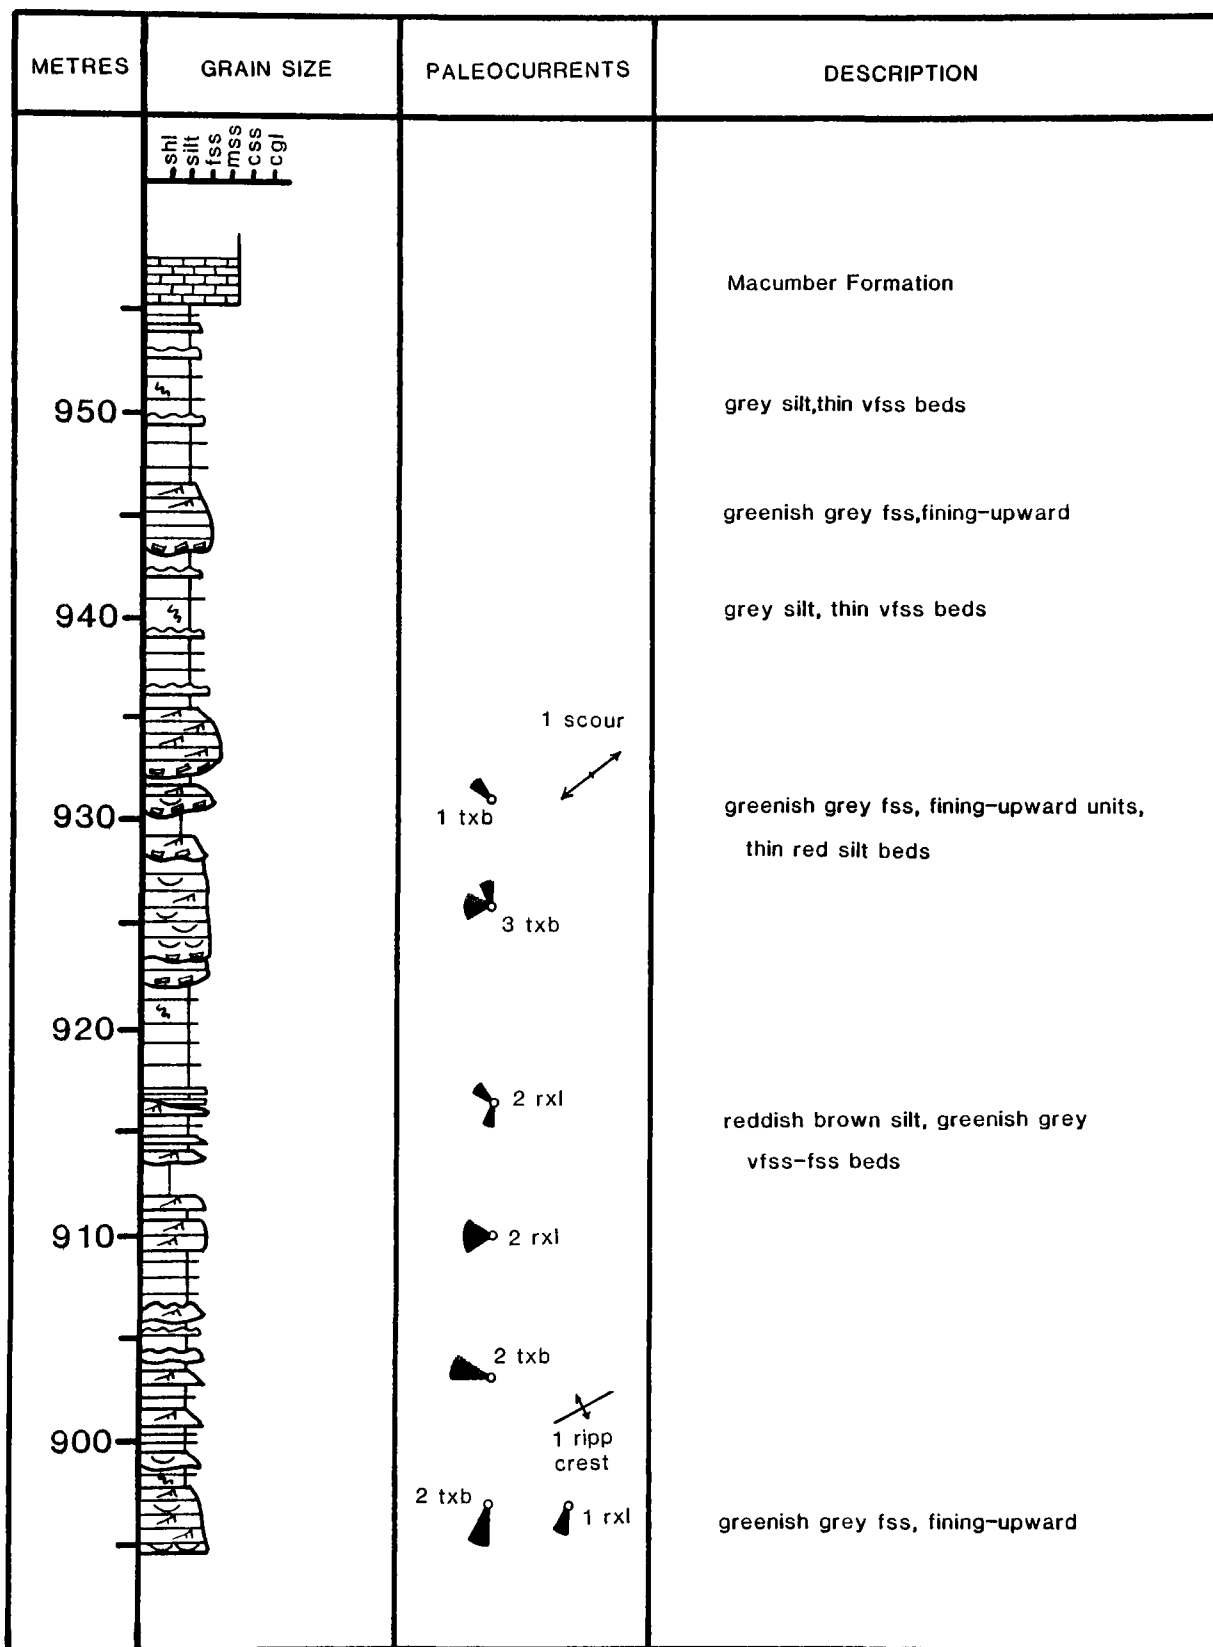 METRES GRAIN SIZE PALEOCURRENTS DESCRIPTION
shl
silt
fss
mss
css
cgl
Macumber Formation
950 grey silt,thin vfss beds
greenish grey fss,fining-upward
940 grey silt, thin vfss beds
1 scour
930 1 txb greenish grey fss, fining-upward units,
thin red silt beds
3 txb
920
2 rxl reddish brown silt, greenish grey
vfss-fss beds
910 2 rxl
2 txb
900 1 ripp
crest
2 txb 1 rxl greenish grey fss, fining-upward